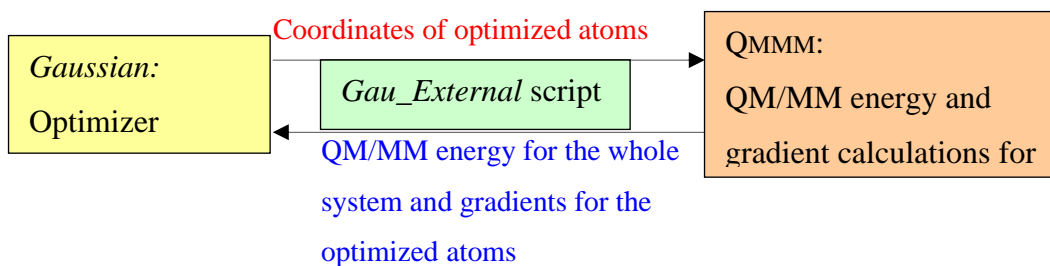 Coordinates of optimized atoms
Gaussian:
Optimizer
Gau_External script
QM/MM energy for the whole
system and gradients for the
optimized atoms
QMMM:
QM/MM energy and
gradient calculations for